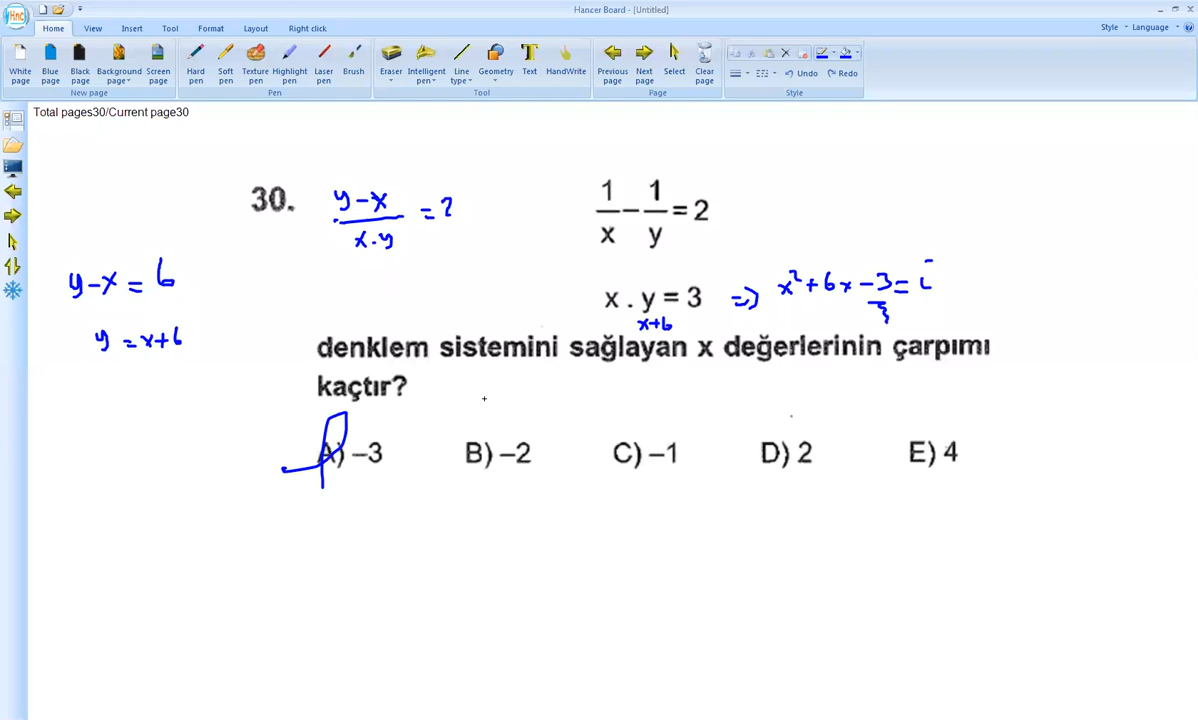 Hancer Board - [Untitled]
Home View Insert Tool Format Layout Right click Style Language
White page Blue page Black page Background page Screen page Hard pen Soft pen Texture pen Highlight pen Laser pen Brush Eraser Intelligent pen Line type Geometry Text HandWrite Previous page Next page Select Clear page Undo Redo
New page Pen Tool Page Style
Total pages30/Current page30
30. y-x / x.y = 2 1/x - 1/y = 2
y-x = 6 x . y = 3 => x² + 6x - 3 =
y = x+6 x+6
denklem sistemini sağlayan x değerlerinin çarpımı
kaçtır?
A) -3 B) -2 C) -1 D) 2 E) 4